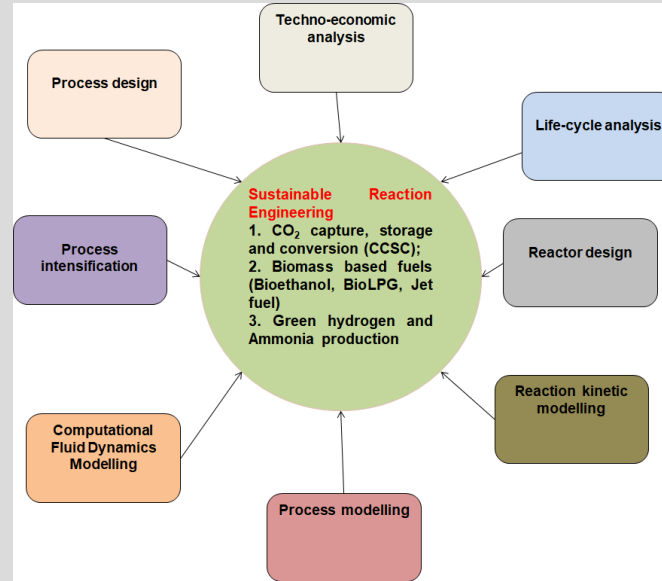 Techno-economic
analysis
Process design
Life-cycle analysis
Sustainable Reaction
Engineering
1. CO₂ capture, storage
and conversion (CCSC);
2. Biomass based fuels
(Bioethanol, BioLPG, Jet
fuel)
3. Green hydrogen and
Ammonia production
Process
intensification
Reactor design
Computational
Fluid Dynamics
Modelling
Reaction kinetic
modelling
Process modelling